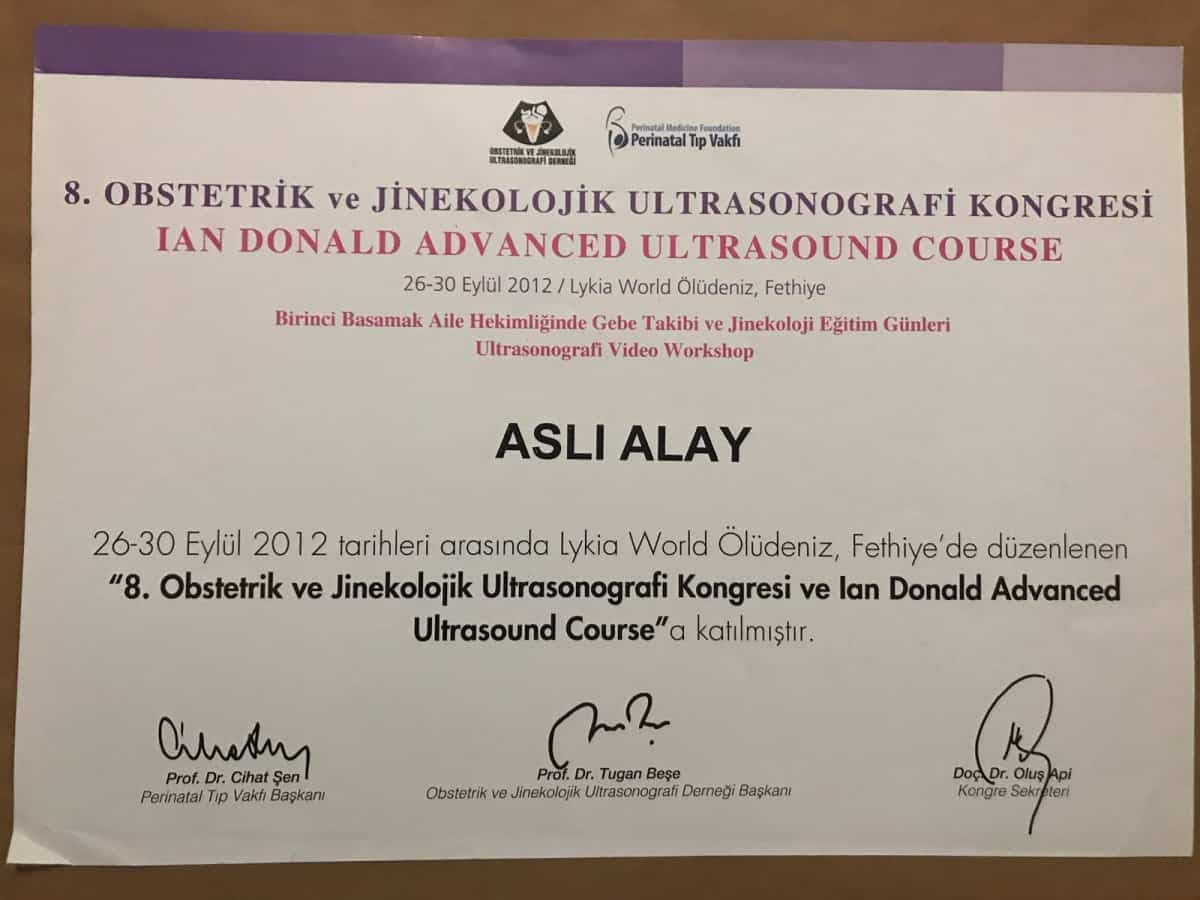 OBSTETRİK VE JİNEKOLOJİK
ULTRASONOGRAFİ DERNEĞİ
Perinatal Medicine Foundation
Perinatal Tıp Vakfı
8. OBSTETRİK ve JİNEKOLOJİK ULTRASONOGRAFİ KONGRESİ
IAN DONALD ADVANCED ULTRASOUND COURSE
26-30 Eylül 2012 / Lykia World Ölüdeniz, Fethiye
Birinci Basamak Aile Hekimliğinde Gebe Takibi ve Jinekoloji Eğitim Günleri
Ultrasonografi Video Workshop
ASLI ALAY
26-30 Eylül 2012 tarihleri arasında Lykia World Ölüdeniz, Fethiye’de düzenlenen
“8. Obstetrik ve Jinekolojik Ultrasonografi Kongresi ve Ian Donald Advanced
Ultrasound Course”a katılmıştır.
Prof. Dr. Cihat Şen
Perinatal Tıp Vakfı Başkanı
Prof. Dr. Tugan Beşe
Obstetrik ve Jinekolojik Ultrasonografi Derneği Başkanı
Doç. Dr. Oluş Api
Kongre Sekreteri